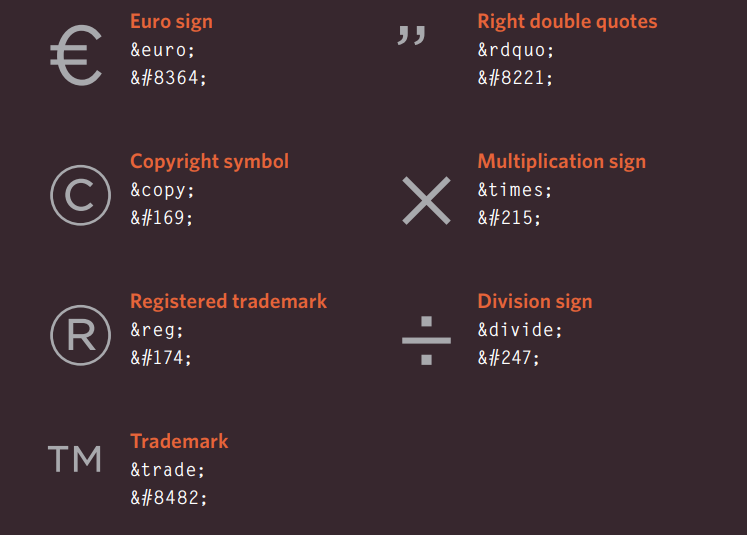 €
Euro sign
&euro;
&#8364;
©
Copyright symbol
&copy;
&#169;
®
Registered trademark
&reg;
&#174;
™
Trademark
&trade;
&#8482;
”
Right double quotes
&rdquo;
&#8221;
×
Multiplication sign
&times;
&#215;
÷
Division sign
&divide;
&#247;